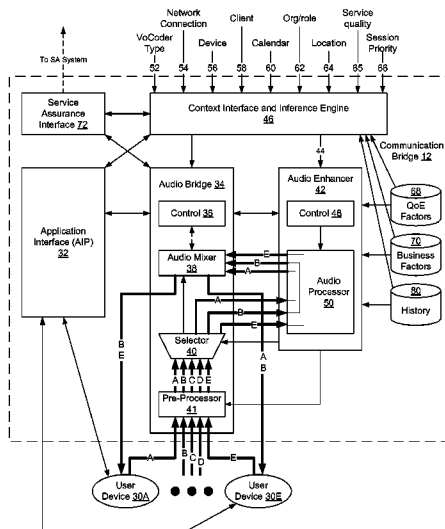 Network
Connection
Client
Org/role
Service
quality
Session
Priority
VoCoder
Type
Device
Calendar
Location
52
54
56
58
60
62
64
65
66
To SA System
Service
Assurance
Interface 72
Context Interface and Inference Engine
46
44
Communication
Bridge 12
Application
Interface (AIP)
32
Audio Bridge 34
Control 36
Audio Mixer
38
Audio Enhancer
42
Control 48
Audio
Processor
50
68
QoE
Factors
70
Business
Factors
80
History
E
B
A
A
B
E
Selector
40
A B C D E
Pre-Processor
41
B
E
A
B
A
B
C
D
E
User
Device 30A
User
Device 30E